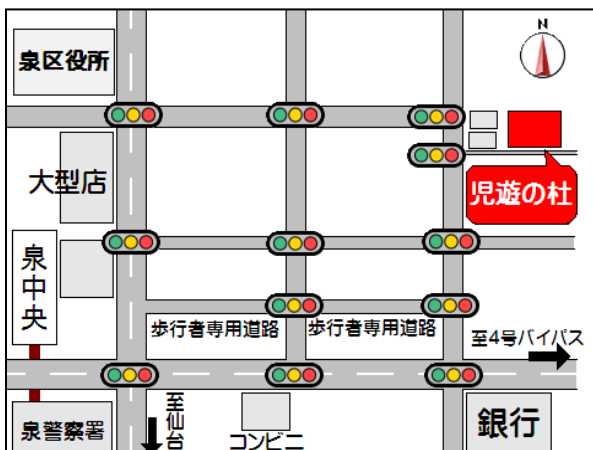 泉区役所
N
大型店
児遊の杜
泉中央
歩行者専用道路
歩行者専用道路
至4号バイパス
泉警察署
至仙台
コンビニ
銀行